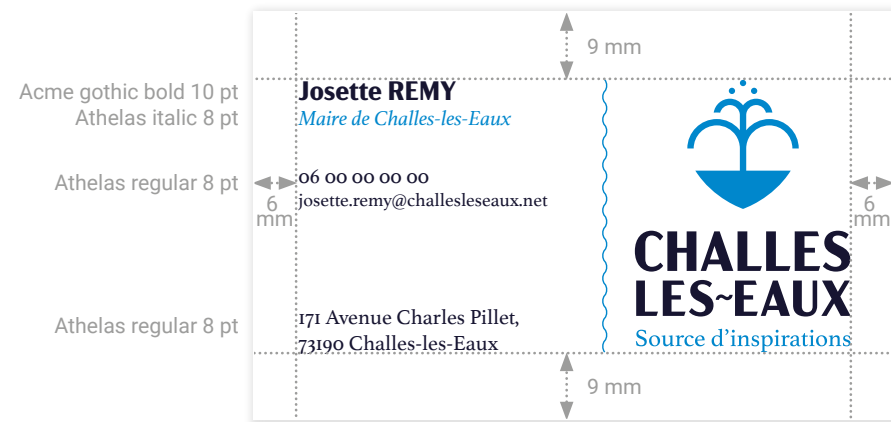 9 mm
Acme gothic bold 10 pt
Athelas italic 8 pt
Josette REMY
Maire de Challes-les-Eaux
Athelas regular 8 pt
6
mm
06 00 00 00 00
josette.remy@challesleseaux.net
6
mm
CHALLES
LES~EAUX
Source d'inspirations
Athelas regular 8 pt
171 Avenue Charles Pillet,
73190 Challes-les-Eaux
9 mm